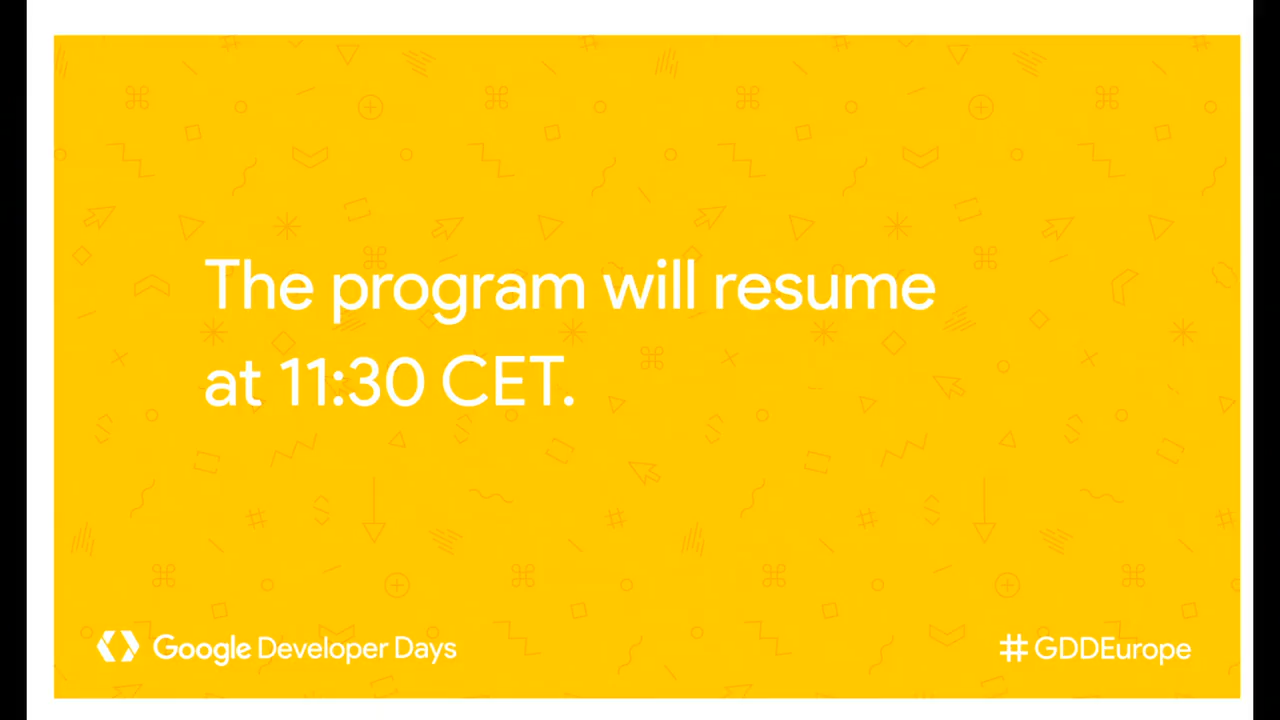 The program will resume
at 11:30 CET.
Google Developer Days
#GDDEurope